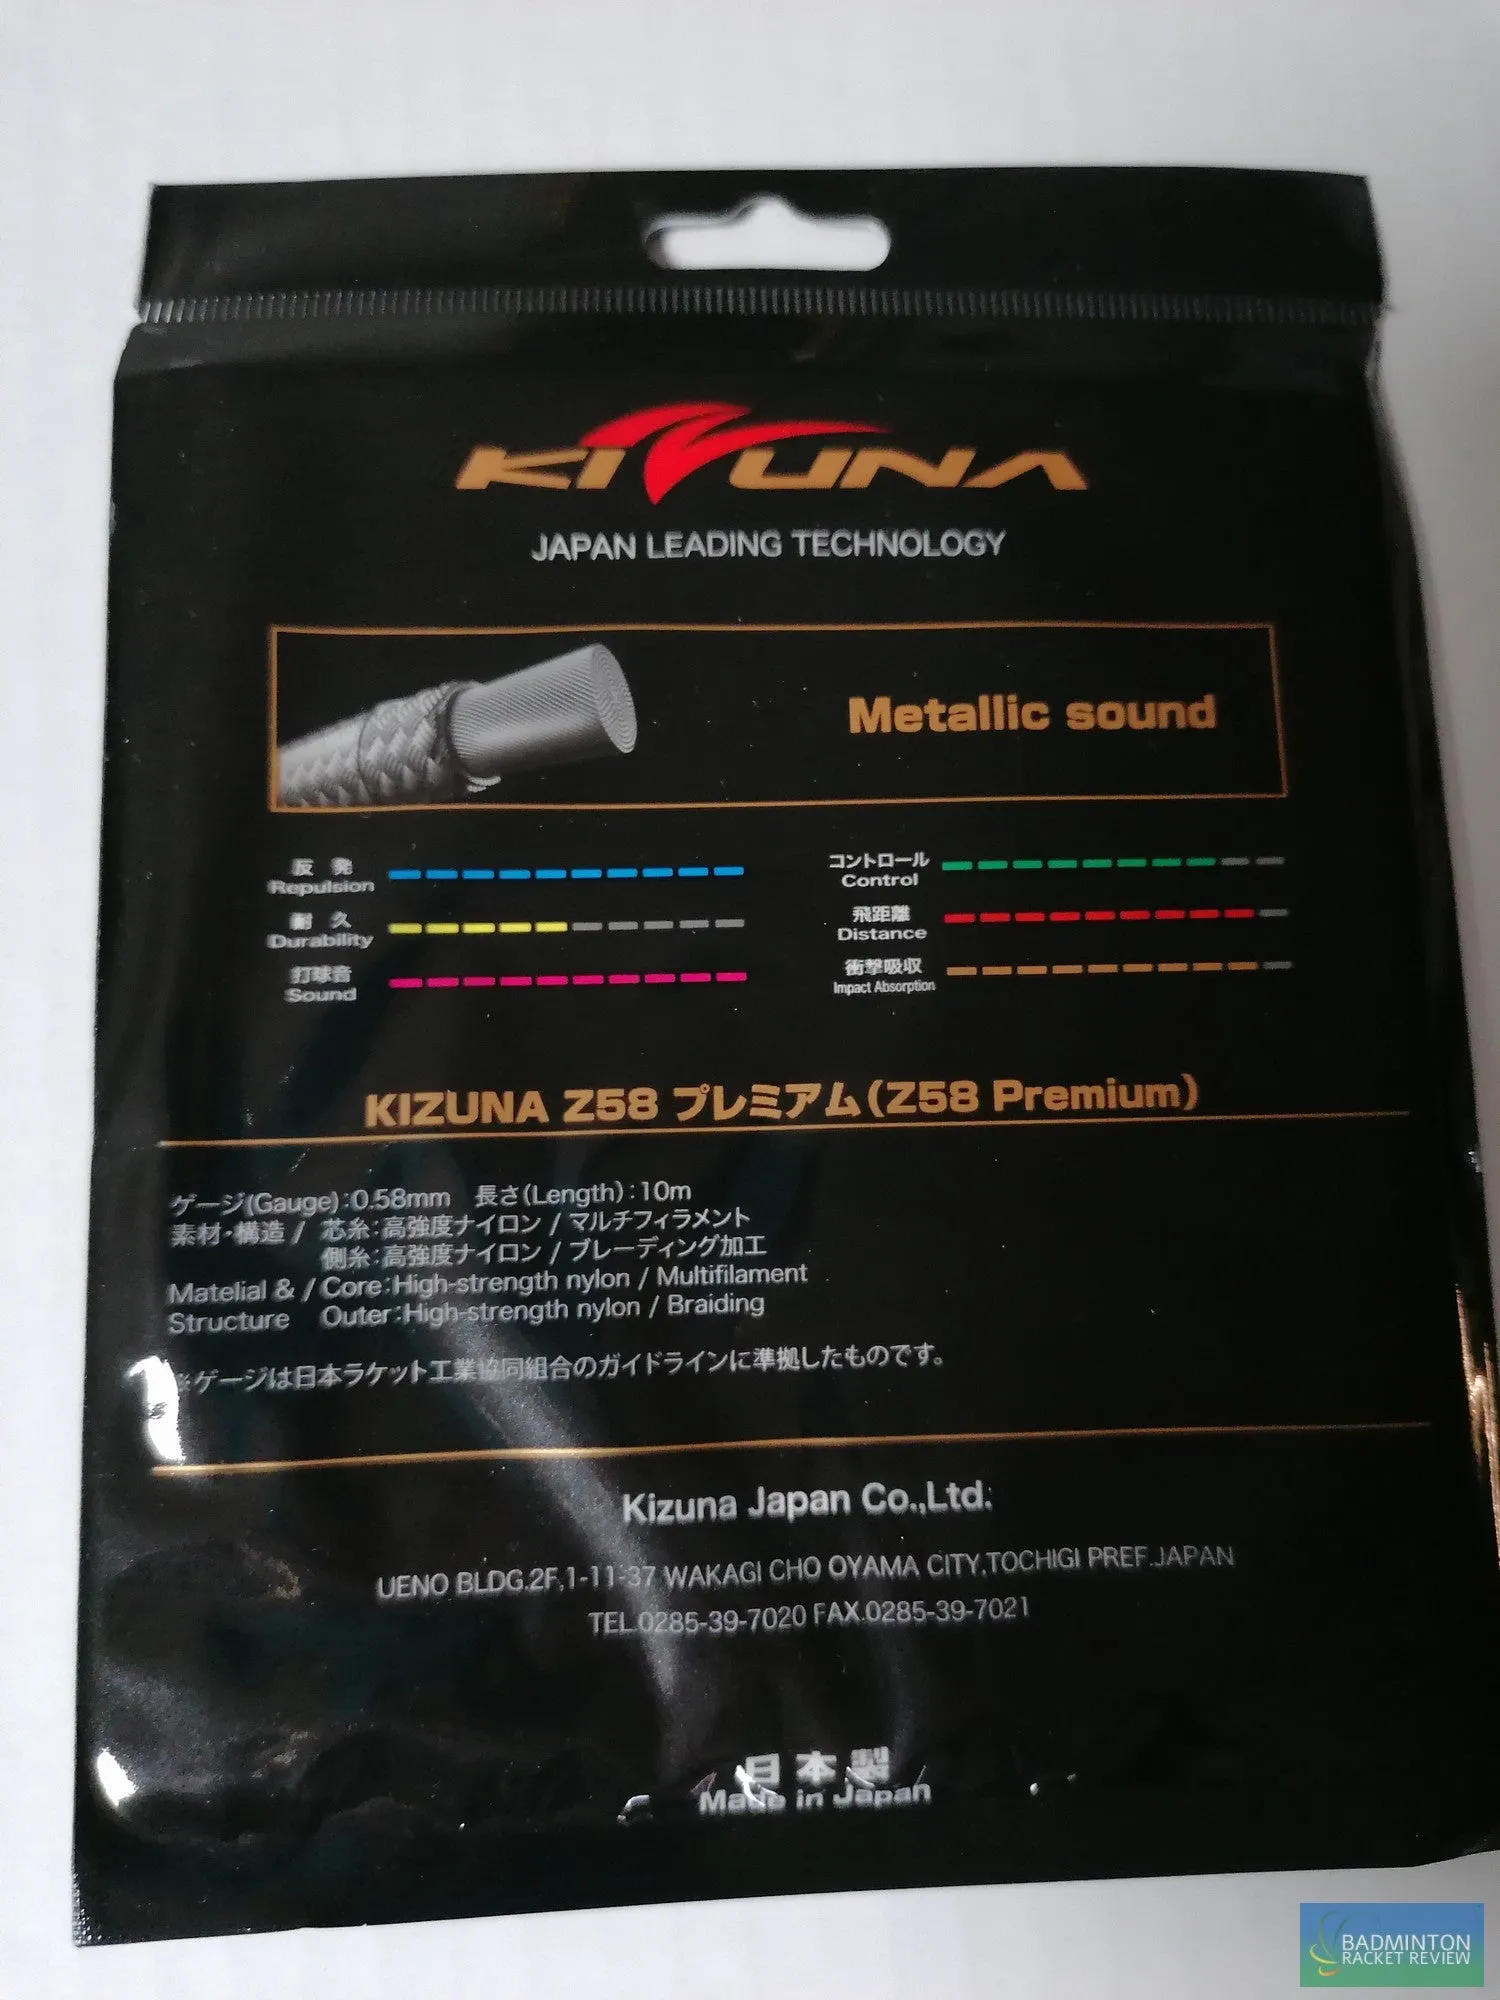 KIZUNA
JAPAN LEADING TECHNOLOGY
Metallic sound
反 発
Repulsion
耐 久
Durability
打球音
Sound
コントロール
Control
飛距離
Distance
衝撃吸収
Impact Absorption
KIZUNA Z58 プレミアム(Z58 Premium)
ゲージ(Gauge):0.58mm 長さ(Length):10m
素材・構造 / 芯糸:高強度ナイロン / マルチフィラメント
側糸:高強度ナイロン / ブレーディング加工
Matelial & / Core:High-strength nylon / Multifilament
Structure Outer:High-strength nylon / Braiding
※ゲージは日本ラケット工業協同組合のガイドラインに準拠したものです。
Kizuna Japan Co.,Ltd.
UENO BLDG.2F,1-11-37 WAKAGI CHO OYAMA CITY,TOCHIGI PREF.JAPAN
TEL.0285-39-7020 FAX.0285-39-7021
日本製
Made in Japan
BADMINTON
RACKET REVIEW